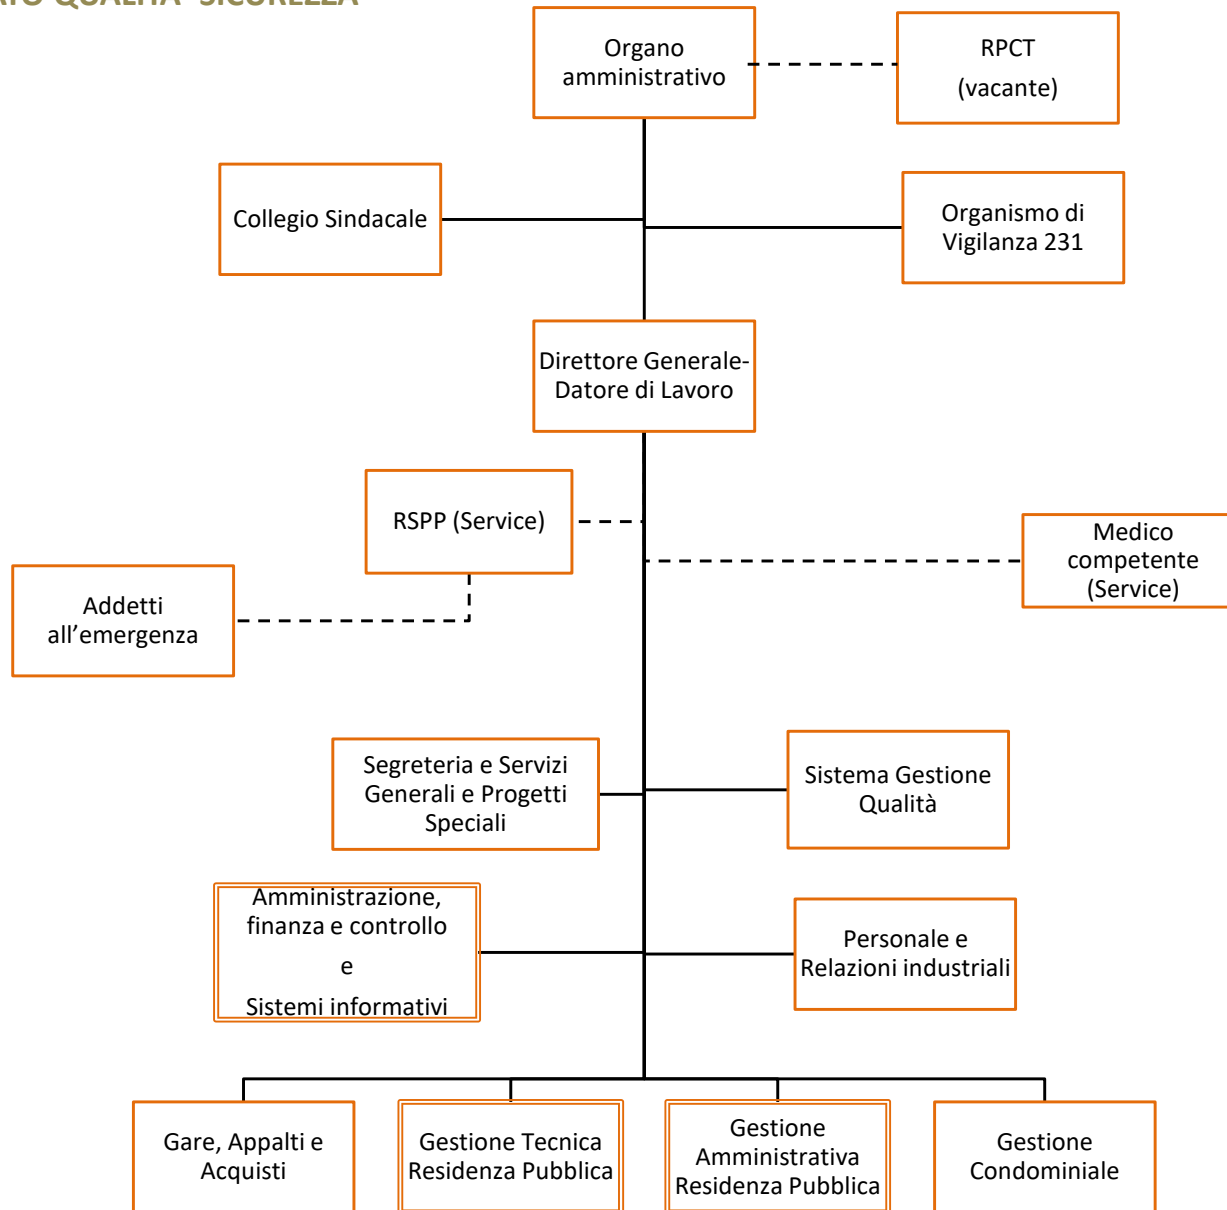 QUALITA' SICUREZZA
Organo
amministrativo
RPCT
(vacante)
Collegio Sindacale
Organismo di
Vigilanza 231
Direttore Generale-
Datore di Lavoro
RSPP (Service)
Medico
competente
(Service)
Addetti
all’emergenza
Segreteria e Servizi
Generali e Progetti
Speciali
Sistema Gestione
Qualità
Amministrazione,
finanza e controllo
e
Sistemi informativi
Personale e
Relazioni industriali
Gare, Appalti e
Acquisti
Gestione Tecnica
Residenza Pubblica
Gestione
Amministrativa
Residenza Pubblica
Gestione
Condominiale